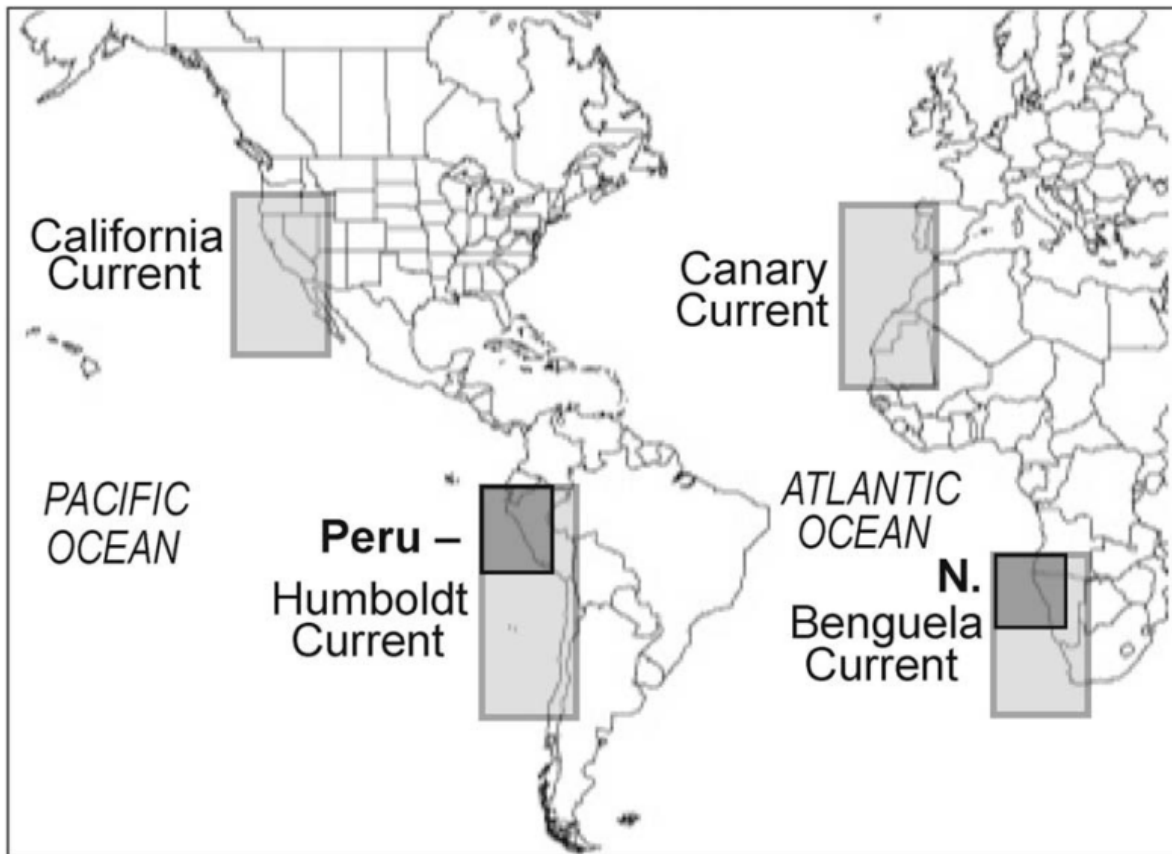 California
Current
Canary
Current
PACIFIC
OCEAN
ATLANTIC
OCEAN
Peru –
Humboldt
Current
N.
Benguela
Current